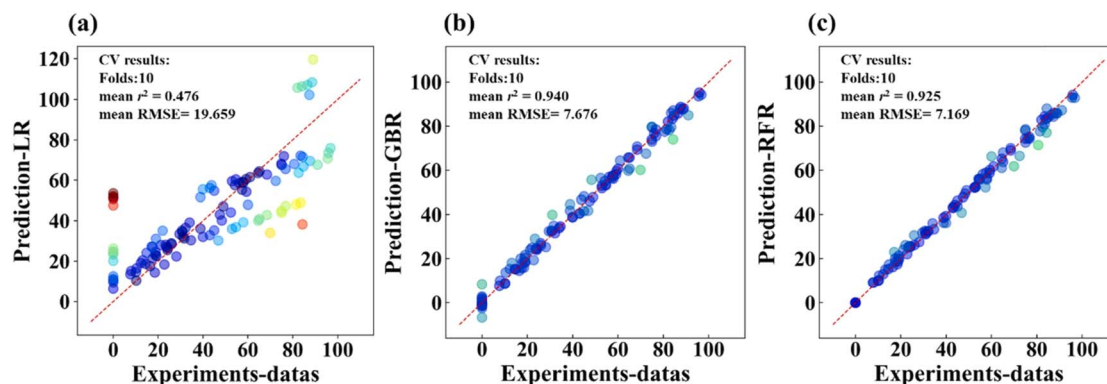 (a)
CV results:
Folds:10
mean r² = 0.476
mean RMSE= 19.659
Prediction-LR
120
100
80
60
40
20
0
0 20 40 60 80 100
Experiments-datas
(b)
CV results:
Folds:10
mean r² = 0.940
mean RMSE= 7.676
Prediction-GBR
100
80
60
40
20
0
0 20 40 60 80 100
Experiments-datas
(c)
CV results:
Folds:10
mean r² = 0.925
mean RMSE= 7.169
Prediction-RFR
100
80
60
40
20
0
0 20 40 60 80 100
Experiments-datas